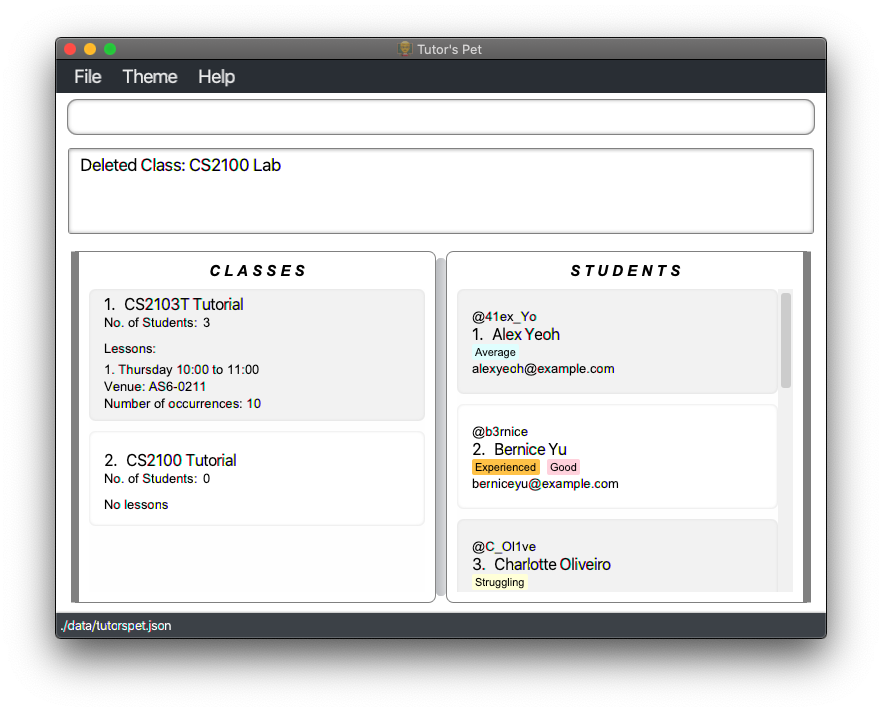 Tutor's Pet
File Theme Help
Deleted Class: CS2100 Lab
CLASSES
1. CS2103T Tutorial
No. of Students: 3
Lessons:
1. Thursday 10:00 to 11:00
Venue: AS6-0211
Number of occurrences: 10
2. CS2100 Tutorial
No. of Students: 0
No lessons
STUDENTS
@41ex_Yo
1. Alex Yeoh
Average
alexyeoh@example.com
@b3rnice
2. Bernice Yu
Experienced Good
berniceyu@example.com
@C_Ol1ve
3. Charlotte Oliveiro
Struggling
./data/tutorspet.json